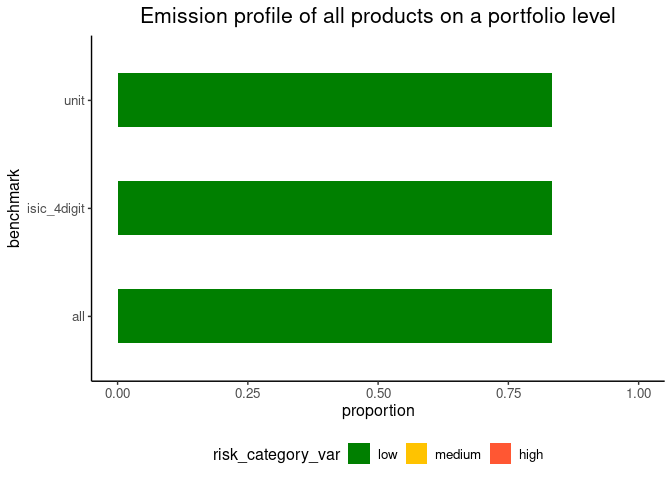 Emission profile of all products on a portfolio level
benchmark
unit
isic_4digit
all
0.00 0.25 0.50 0.75 1.00
proportion
risk_category_var low medium high